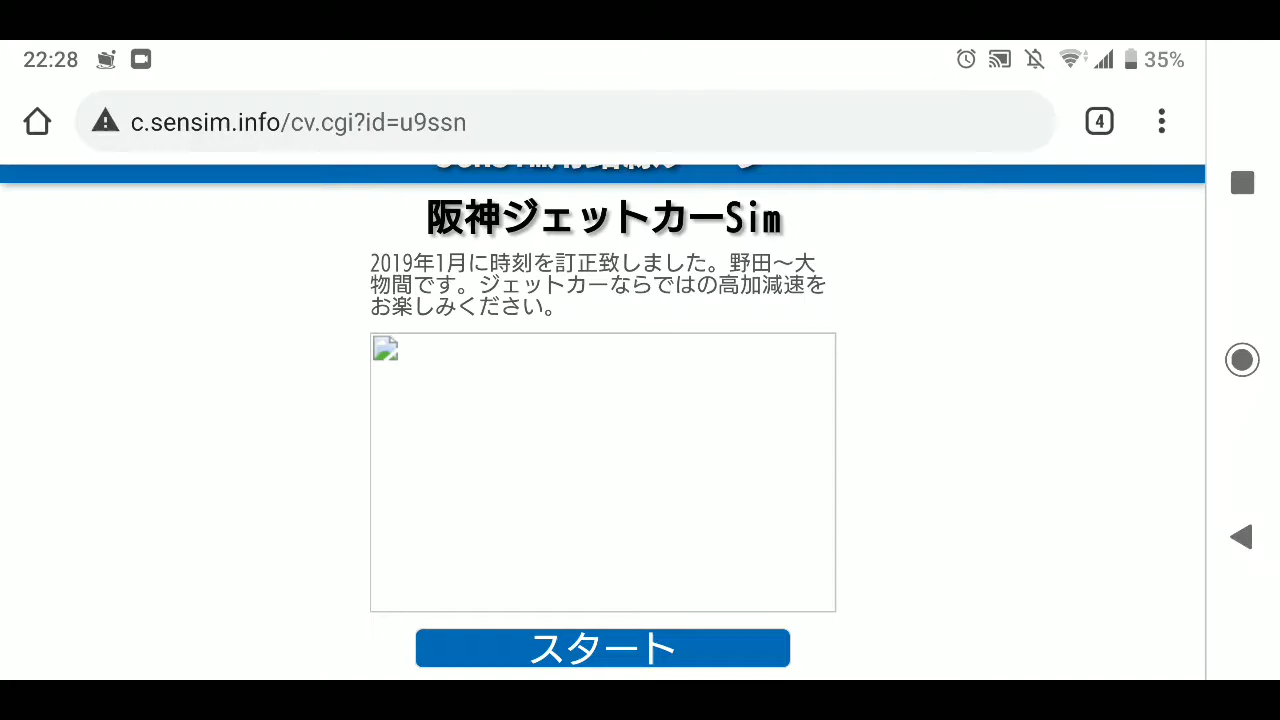 22:28
35%
c.sensim.info/cv.cgi?id=u9ssn
4
阪神ジェットカーSim
2019年1月に時刻を訂正致しました。野田～大
物間です。ジェットカーならではの高加減速を
お楽しみください。
スタート